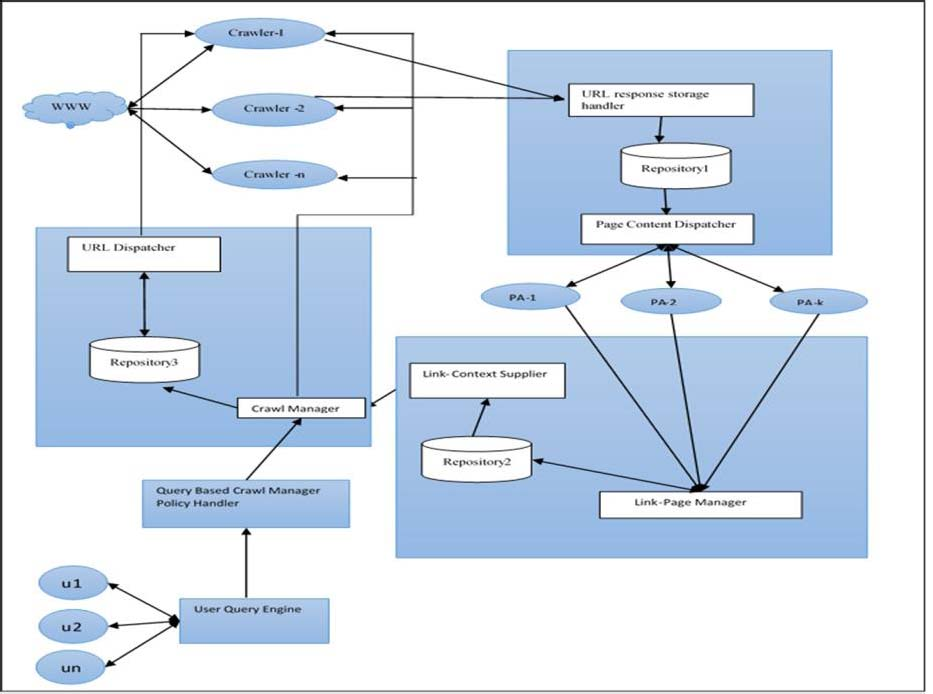 Crawler-1
WWW
Crawler -2
Crawler -n
URL response storage
handler
Repository1
Page Content Dispatcher
URL Dispatcher
Repository3
Crawl Manager
PA-1
PA-2
PA-k
Link- Context Supplier
Repository2
Link-Page Manager
Query Based Crawl Manager
Policy Handler
User Query Engine
u1
u2
un